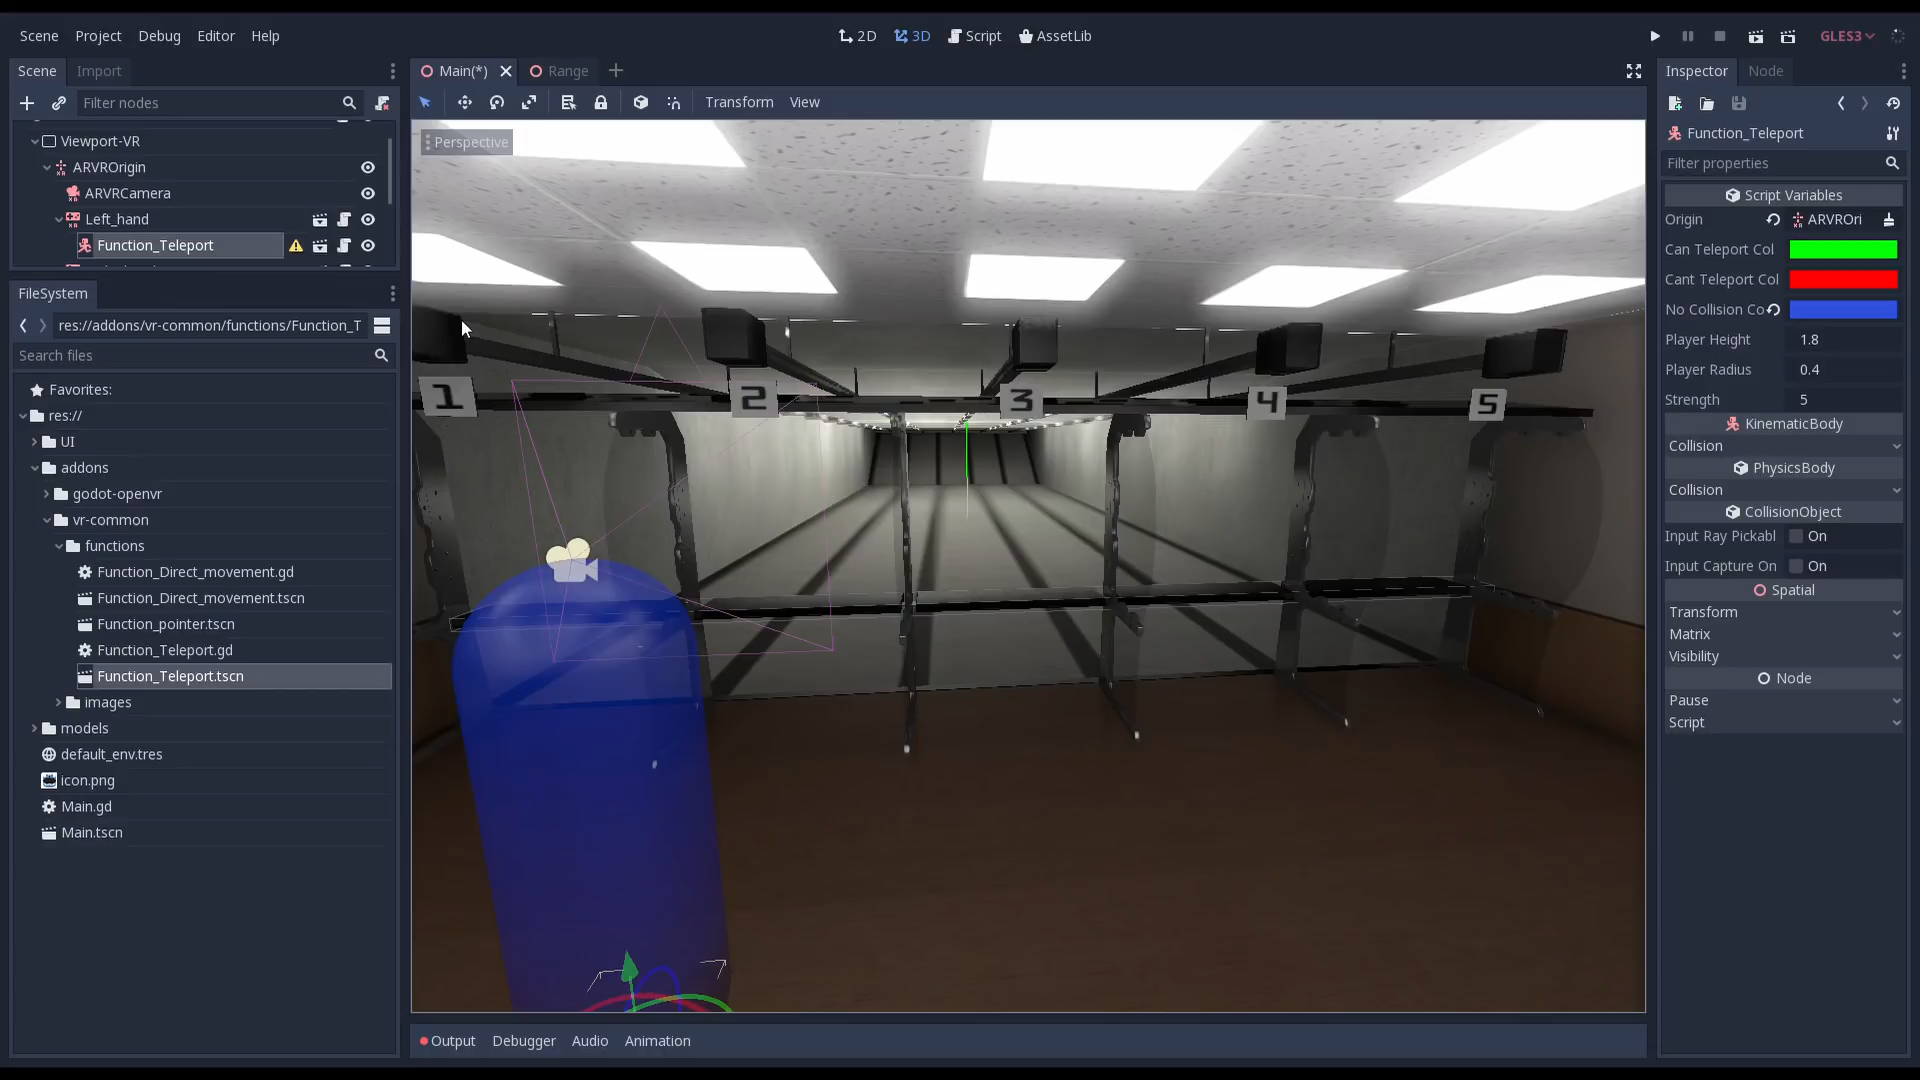 Scene Project Debug Editor Help
2D 3D Script AssetLib
GLES3
Scene Import
Filter nodes
Viewport-VR
ARVROrigin
ARVRCamera
Left_hand
Function_Teleport
FileSystem
res://addons/vr-common/functions/Function_T
Search files
Favorites:
res://
UI
addons
godot-openvr
vr-common
functions
Function_Direct_movement.gd
Function_Direct_movement.tscn
Function_pointer.tscn
Function_Teleport.gd
Function_Teleport.tscn
images
models
default_env.tres
icon.png
Main.gd
Main.tscn
Main(*) Range
Transform View
Perspective
1 2 3 4 5
Output Debugger Audio Animation
Inspector Node
Function_Teleport
Filter properties
Script Variables
Origin ARVROri
Can Teleport Col
Cant Teleport Col
No Collision Co
Player Height 1.8
Player Radius 0.4
Strength 5
KinematicBody
Collision
PhysicsBody
Collision
CollisionObject
Input Ray Pickabl On
Input Capture On On
Spatial
Transform
Matrix
Visibility
Node
Pause
Script